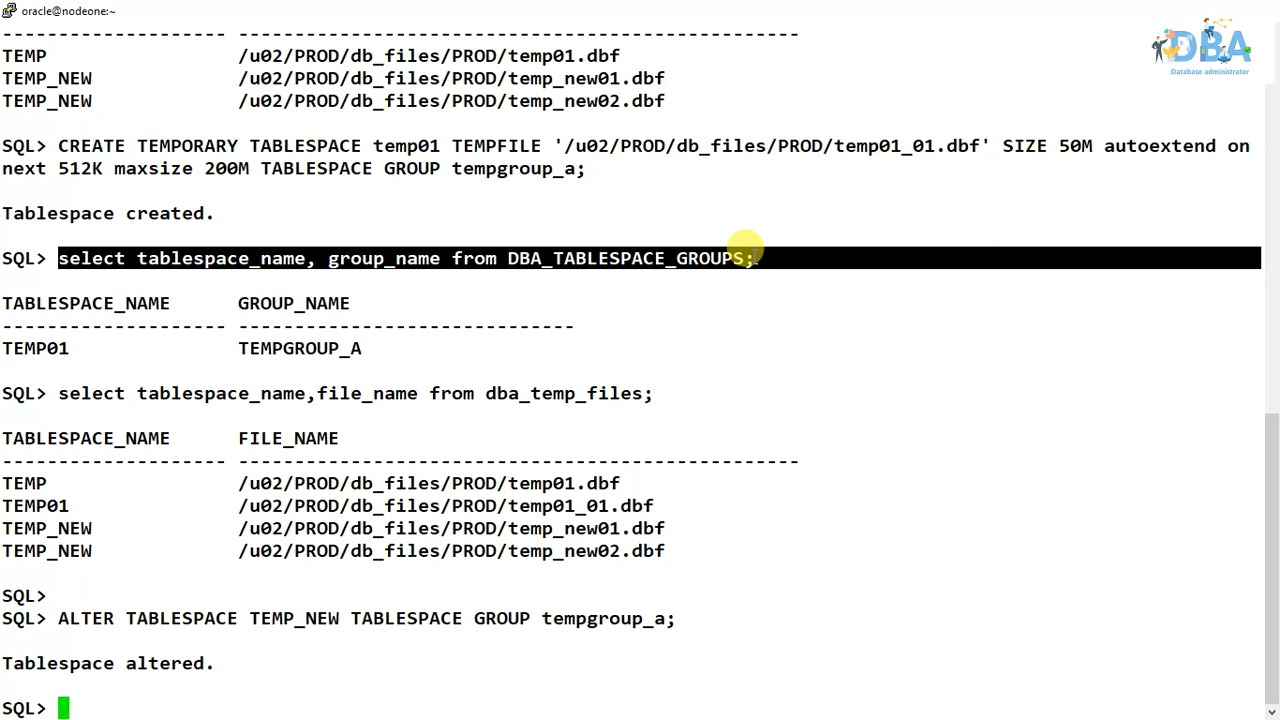 oracle@nodeone:~
-------------------- --------------------------------------------------
TEMP                 /u02/PROD/db_files/PROD/temp01.dbf
TEMP_NEW             /u02/PROD/db_files/PROD/temp_new01.dbf
TEMP_NEW             /u02/PROD/db_files/PROD/temp_new02.dbf
DBA
Database administrator
SQL> CREATE TEMPORARY TABLESPACE temp01 TEMPFILE '/u02/PROD/db_files/PROD/temp01_01.dbf' SIZE 50M autoextend on
next 512K maxsize 200M TABLESPACE GROUP tempgroup_a;
Tablespace created.
SQL> select tablespace_name, group_name from DBA_TABLESPACE_GROUPS;
TABLESPACE_NAME      GROUP_NAME
-------------------- ------------------------------
TEMP01               TEMPGROUP_A
SQL> select tablespace_name,file_name from dba_temp_files;
TABLESPACE_NAME      FILE_NAME
-------------------- --------------------------------------------------
TEMP                 /u02/PROD/db_files/PROD/temp01.dbf
TEMP01               /u02/PROD/db_files/PROD/temp01_01.dbf
TEMP_NEW             /u02/PROD/db_files/PROD/temp_new01.dbf
TEMP_NEW             /u02/PROD/db_files/PROD/temp_new02.dbf
SQL>
SQL> ALTER TABLESPACE TEMP_NEW TABLESPACE GROUP tempgroup_a;
Tablespace altered.
SQL>